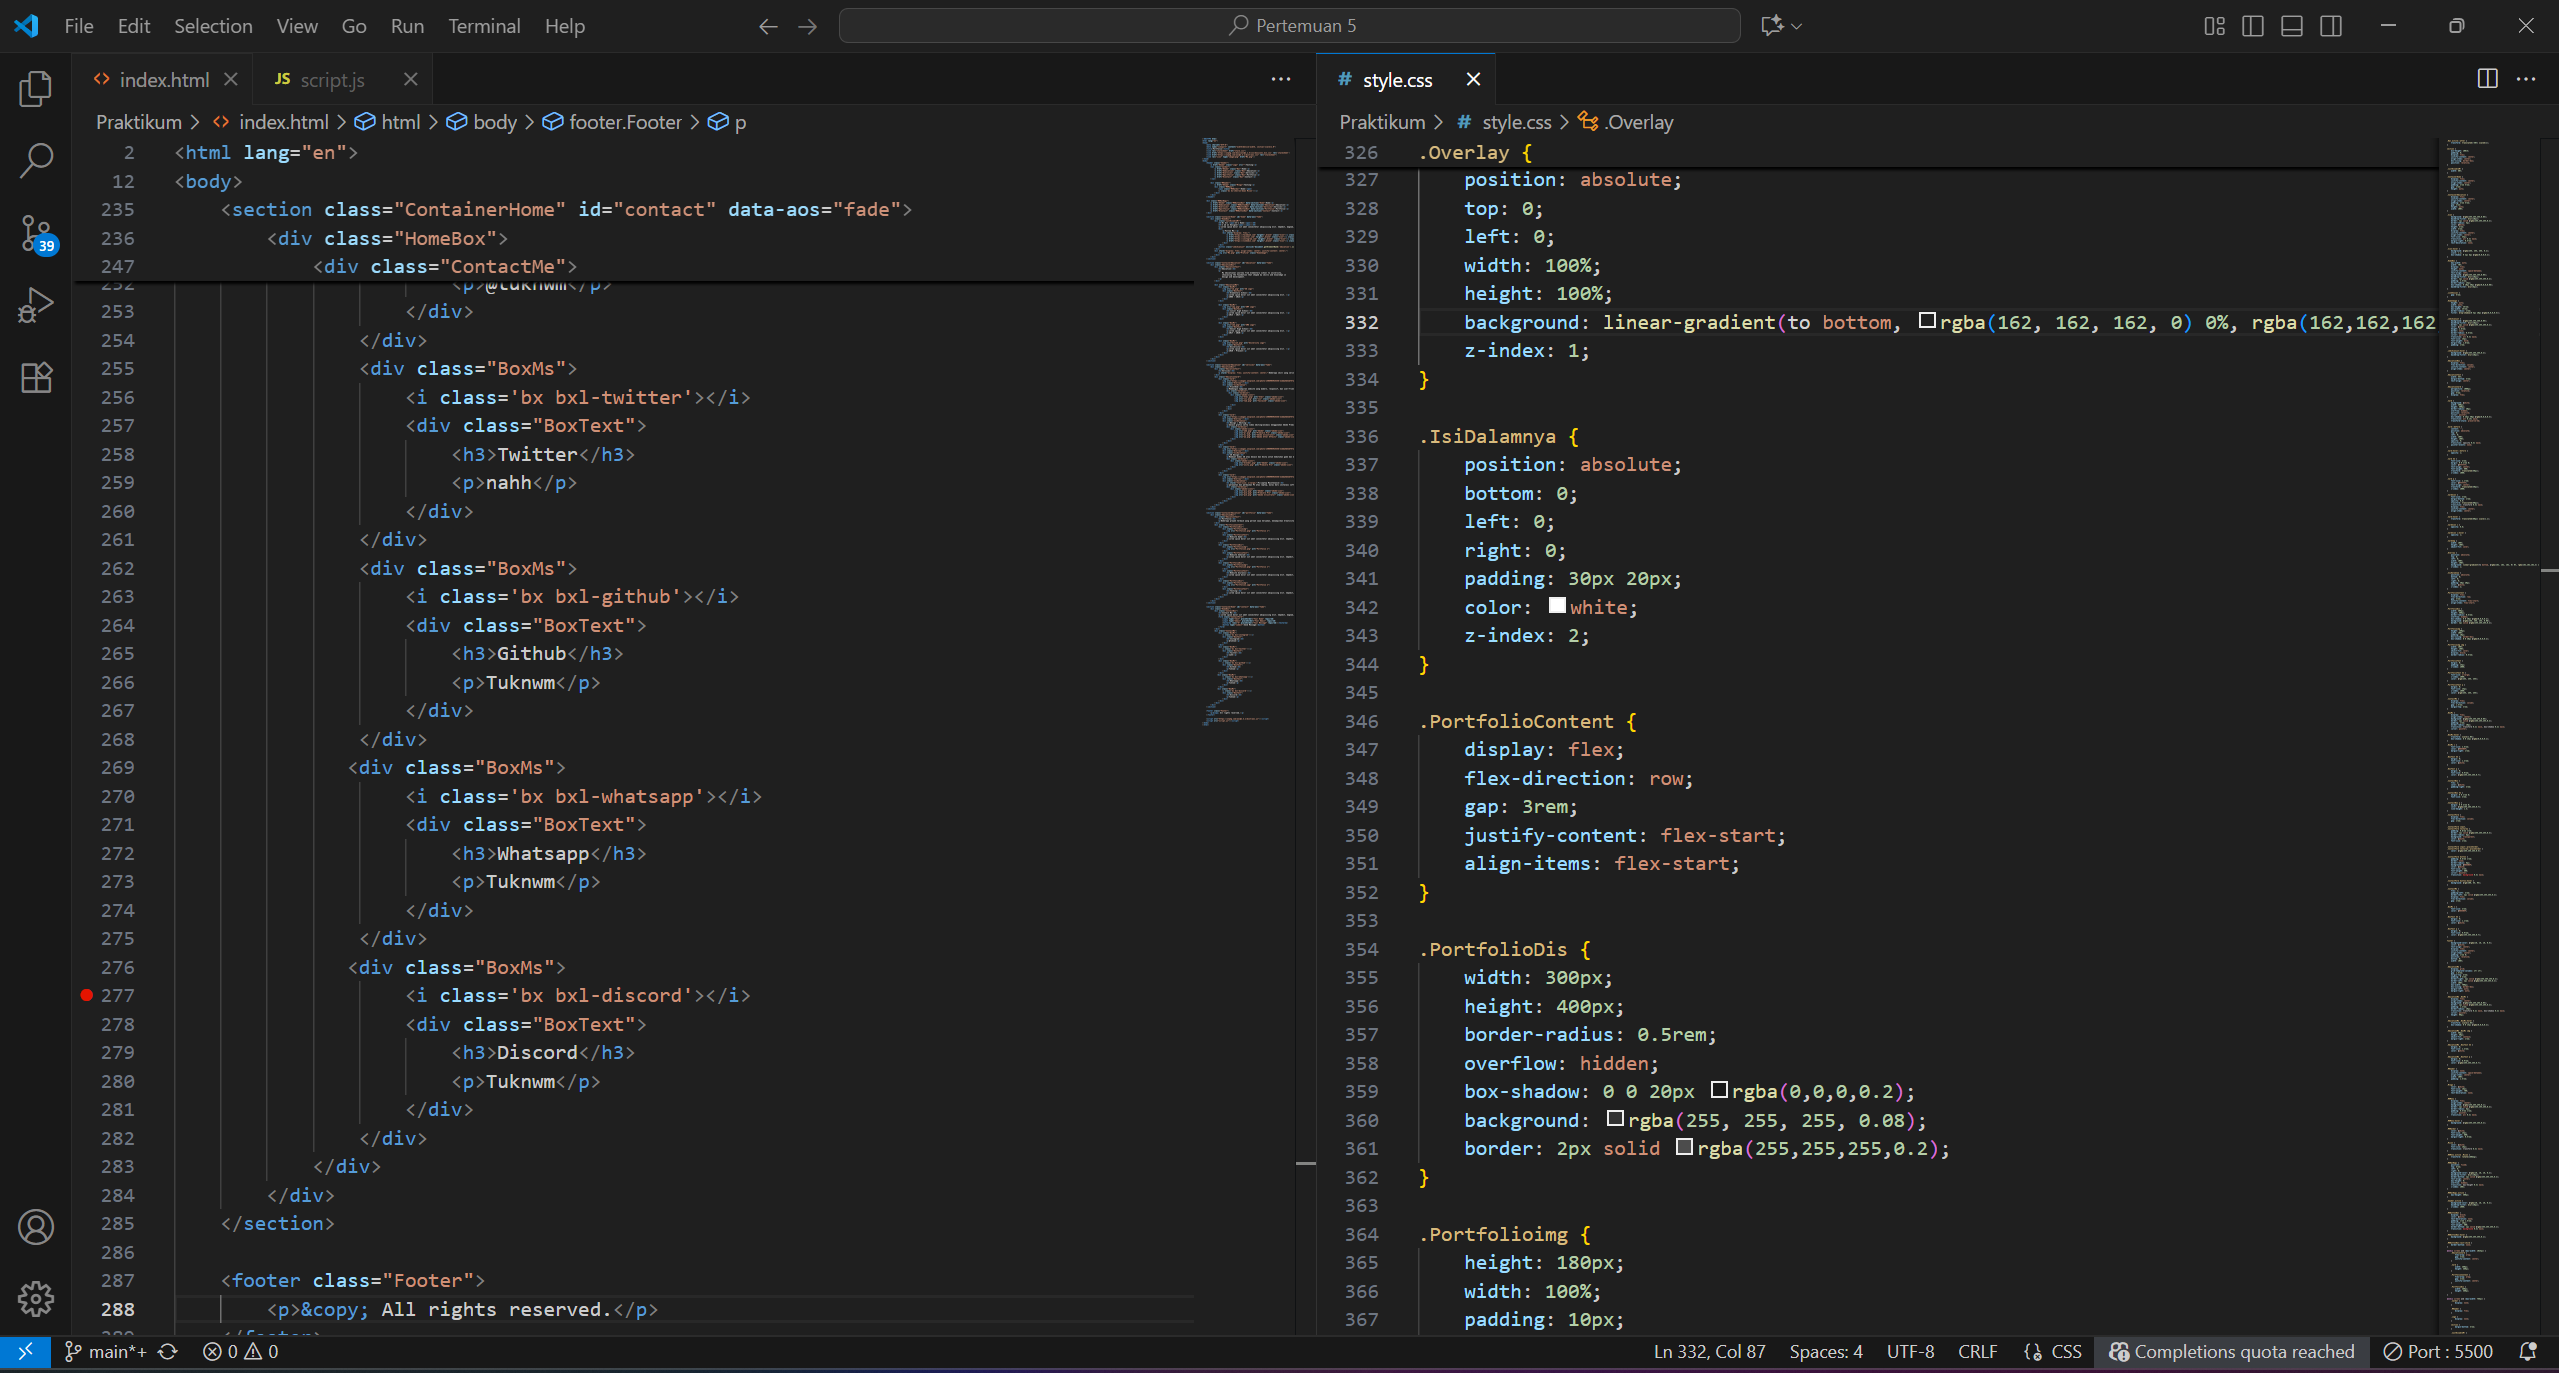 File Edit Selection View Go Run Terminal Help
Pertemuan 5
index.html
JS script.js
# style.css
Praktikum > index.html > html > body > footer.Footer > p
2 <html lang="en">
12 <body>
235 <section class="ContainerHome" id="contact" data-aos="fade">
236 <div class="HomeBox">
247 <div class="ContactMe">
252 <p>@tuknwm</p>
253 </div>
254 </div>
255 <div class="BoxMs">
256 <i class='bx bxl-twitter'></i>
257 <div class="BoxText">
258 <h3>Twitter</h3>
259 <p>nahh</p>
260 </div>
261 </div>
262 <div class="BoxMs">
263 <i class='bx bxl-github'></i>
264 <div class="BoxText">
265 <h3>Github</h3>
266 <p>Tuknwm</p>
267 </div>
268 </div>
269 <div class="BoxMs">
270 <i class='bx bxl-whatsapp'></i>
271 <div class="BoxText">
272 <h3>Whatsapp</h3>
273 <p>Tuknwm</p>
274 </div>
275 </div>
276 <div class="BoxMs">
277 <i class='bx bxl-discord'></i>
278 <div class="BoxText">
279 <h3>Discord</h3>
280 <p>Tuknwm</p>
281 </div>
282 </div>
283 </div>
284 </div>
285 </section>
286
287 <footer class="Footer">
288 <p>&copy; All rights reserved.</p>
289 </footer>
Praktikum > # style.css > .Overlay
326 .Overlay {
327 position: absolute;
328 top: 0;
329 left: 0;
330 width: 100%;
331 height: 100%;
332 background: linear-gradient(to bottom, rgba(162, 162, 162, 0) 0%, rgba(162,162,162
333 z-index: 1;
334 }
335
336 .IsiDalamnya {
337 position: absolute;
338 bottom: 0;
339 left: 0;
340 right: 0;
341 padding: 30px 20px;
342 color: white;
343 z-index: 2;
344 }
345
346 .PortfolioContent {
347 display: flex;
348 flex-direction: row;
349 gap: 3rem;
350 justify-content: flex-start;
351 align-items: flex-start;
352 }
353
354 .PortfolioDis {
355 width: 300px;
356 height: 400px;
357 border-radius: 0.5rem;
358 overflow: hidden;
359 box-shadow: 0 0 20px rgba(0,0,0,0.2);
360 background: rgba(255, 255, 255, 0.08);
361 border: 2px solid rgba(255,255,255,0.2);
362 }
363
364 .Portfolioimg {
365 height: 180px;
366 width: 100%;
367 padding: 10px;
39
main*+ 0 0
Ln 332, Col 87 Spaces: 4 UTF-8 CRLF CSS Completions quota reached Port : 5500